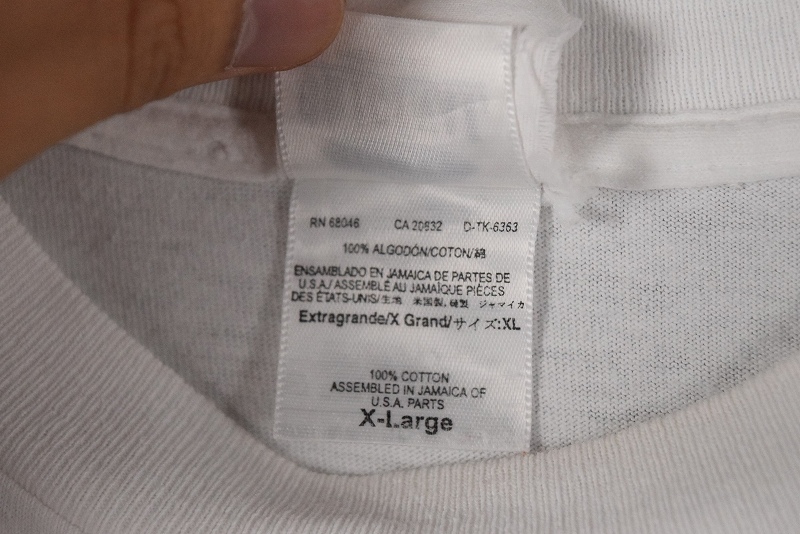 RN 68046 CA 20632 D-TK-6363
100% ALGODÓN/COTON/綿
ENSAMBLADO EN JAMAICA DE PARTES DE
U.S.A./ ASSEMBLÉ AU JAMAÏQUE PIÈCES
DES ÉTATS-UNIS/生地 米国製, 縫製 ジャマイカ
Extragrande/X Grand/サイズ:XL
100% COTTON
ASSEMBLED IN JAMAICA OF
U.S.A. PARTS
X-Large